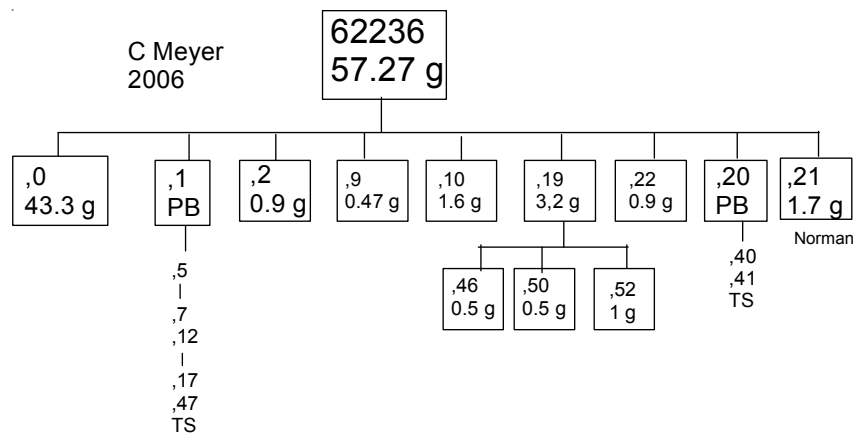 C Meyer
2006
62236
57.27 g
,0
43.3 g
,1
PB
,2
0.9 g
,9
0.47 g
,10
1.6 g
,19
3,2 g
,22
0.9 g
,20
PB
,21
1.7 g
Norman
,5
|
,7
,12
|
,17
,47
TS
,46
0.5 g
,50
0.5 g
,52
1 g
,40
,41
TS